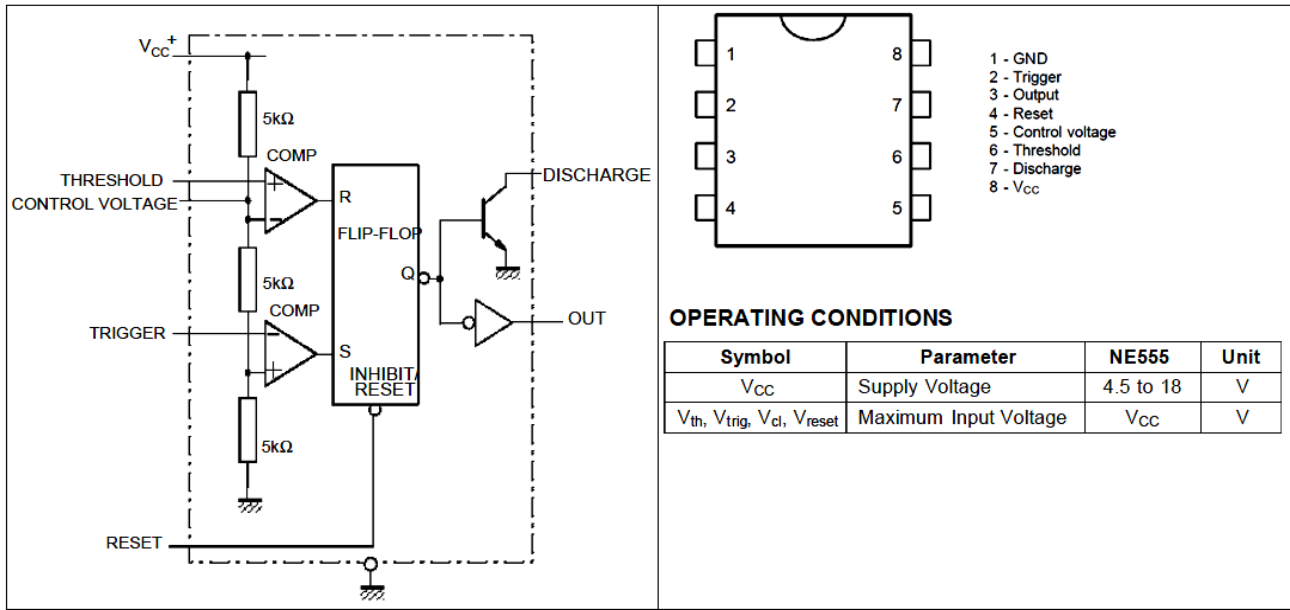 VCC+
5kΩ
COMP
THRESHOLD
CONTROL VOLTAGE
R
DISCHARGE
FLIP-FLOP
Q
5kΩ
COMP
TRIGGER
OUT
S
INHIBIT/
RESET
5kΩ
RESET
1 8
2 7
3 6
4 5
1 - GND
2 - Trigger
3 - Output
4 - Reset
5 - Control voltage
6 - Threshold
7 - Discharge
8 - VCC
OPERATING CONDITIONS
Symbol Parameter NE555 Unit
VCC Supply Voltage 4.5 to 18 V
Vth, Vtrig, Vcl, Vreset Maximum Input Voltage VCC V